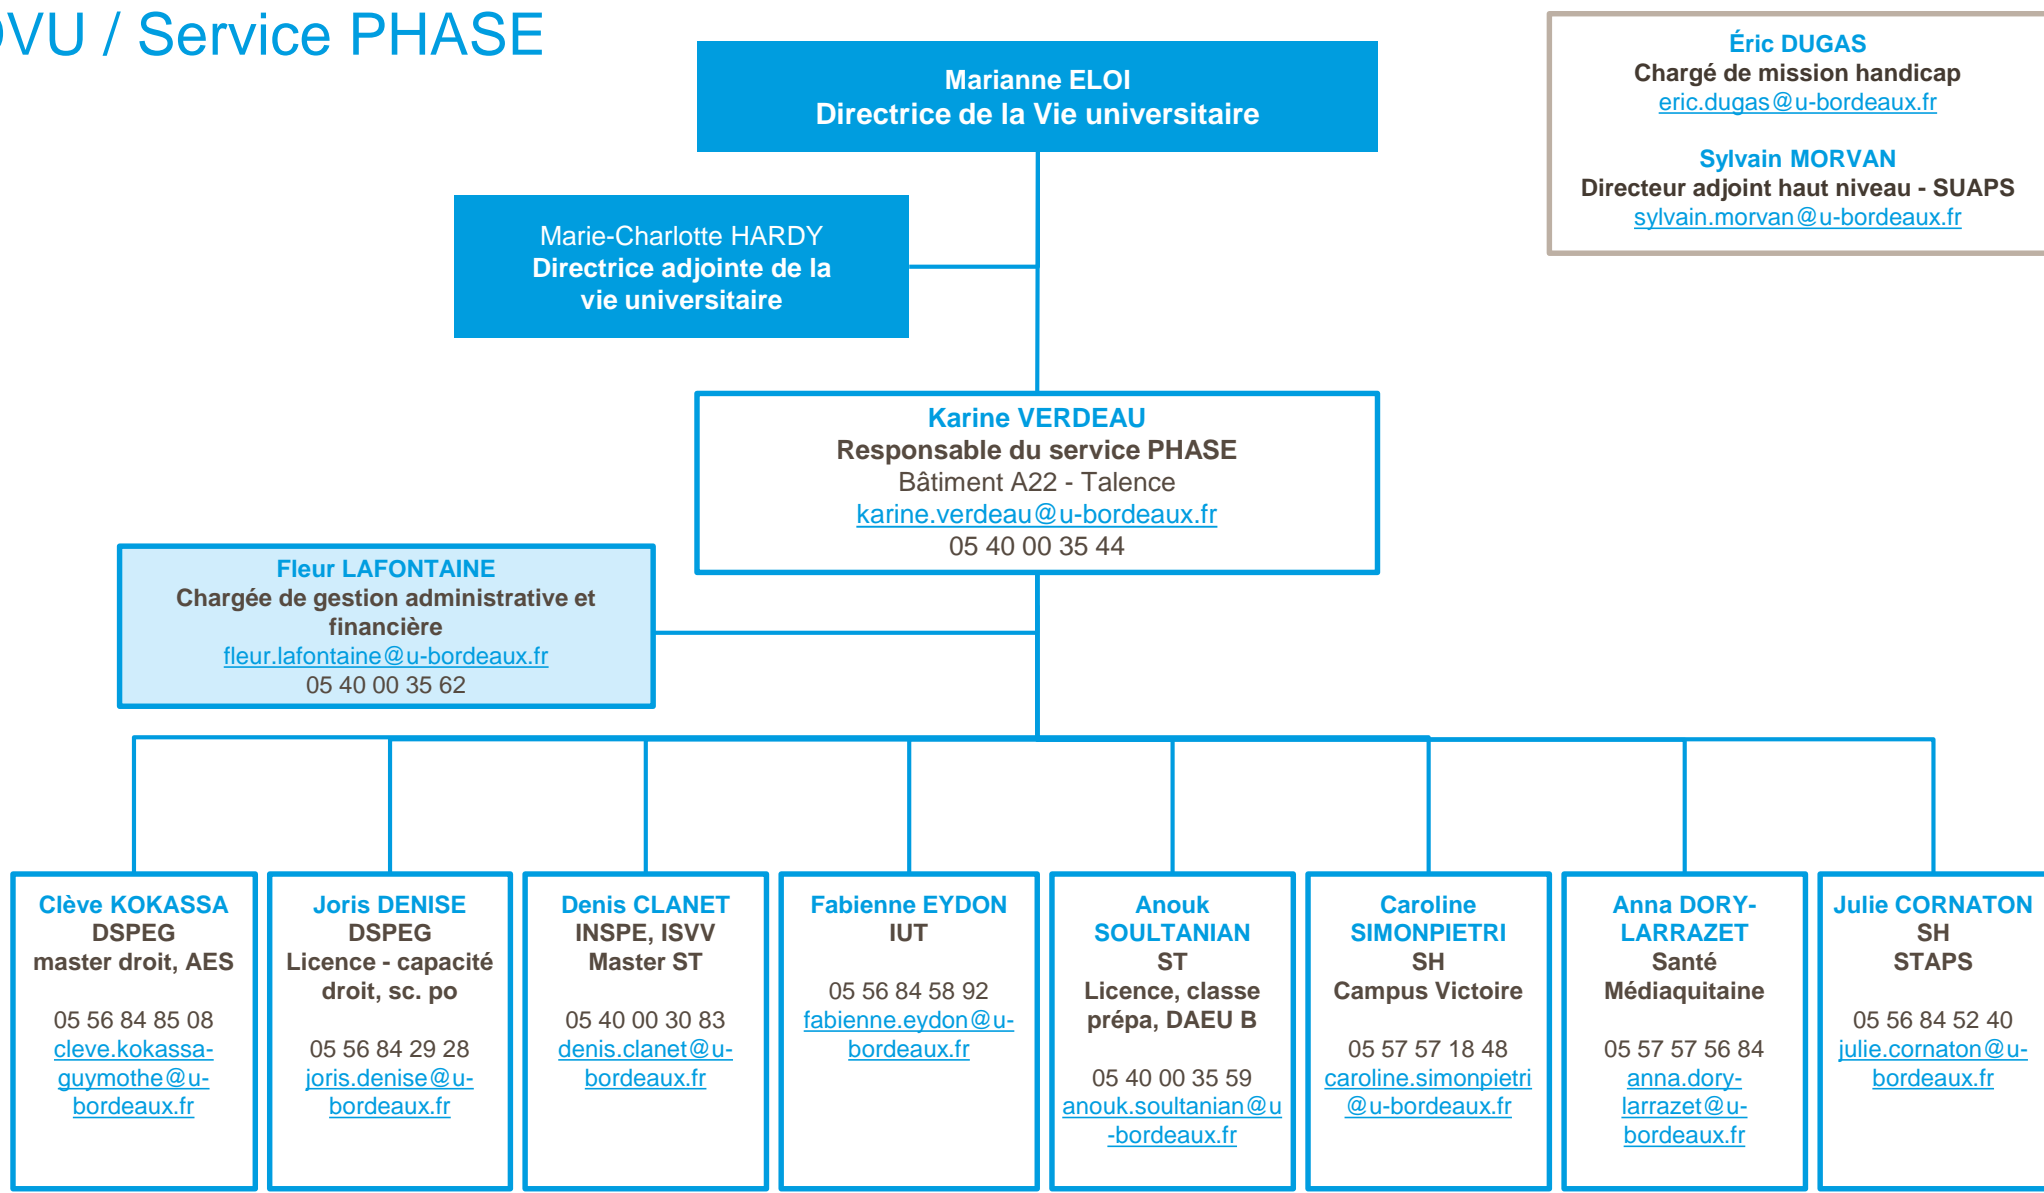 DVU / Service PHASE
Éric DUGAS
Chargé de mission handicap
eric.dugas@u-bordeaux.fr
Sylvain MORVAN
Directeur adjoint haut niveau - SUAPS
sylvain.morvan@u-bordeaux.fr
Marianne ELOI
Directrice de la Vie universitaire
Marie-Charlotte HARDY
Directrice adjointe de la
vie universitaire
Karine VERDEAU
Responsable du service PHASE
Bâtiment A22 - Talence
karine.verdeau@u-bordeaux.fr
05 40 00 35 44
Fleur LAFONTAINE
Chargée de gestion administrative et
financière
fleur.lafontaine@u-bordeaux.fr
05 40 00 35 62
Clève KOKASSA
DSPEG
master droit, AES
05 56 84 85 08
cleve.kokassa-
guymothe@u-
bordeaux.fr
Joris DENISE
DSPEG
Licence - capacité
droit, sc. po
05 56 84 29 28
joris.denise@u-
bordeaux.fr
Denis CLANET
INSPE, ISVV
Master ST
05 40 00 30 83
denis.clanet@u-
bordeaux.fr
Fabienne EYDON
IUT
05 56 84 58 92
fabienne.eydon@u-
bordeaux.fr
Anouk
SOULTANIAN
ST
Licence, classe
prépa, DAEU B
05 40 00 35 59
anouk.soultanian@u
-bordeaux.fr
Caroline
SIMONPIETRI
SH
Campus Victoire
05 57 57 18 48
caroline.simonpietri
@u-bordeaux.fr
Anna DORY-
LARRAZET
Santé
Médiaquitaine
05 57 57 56 84
anna.dory-
larrazet@u-
bordeaux.fr
Julie CORNATON
SH
STAPS
05 56 84 52 40
julie.cornaton@u-
bordeaux.fr